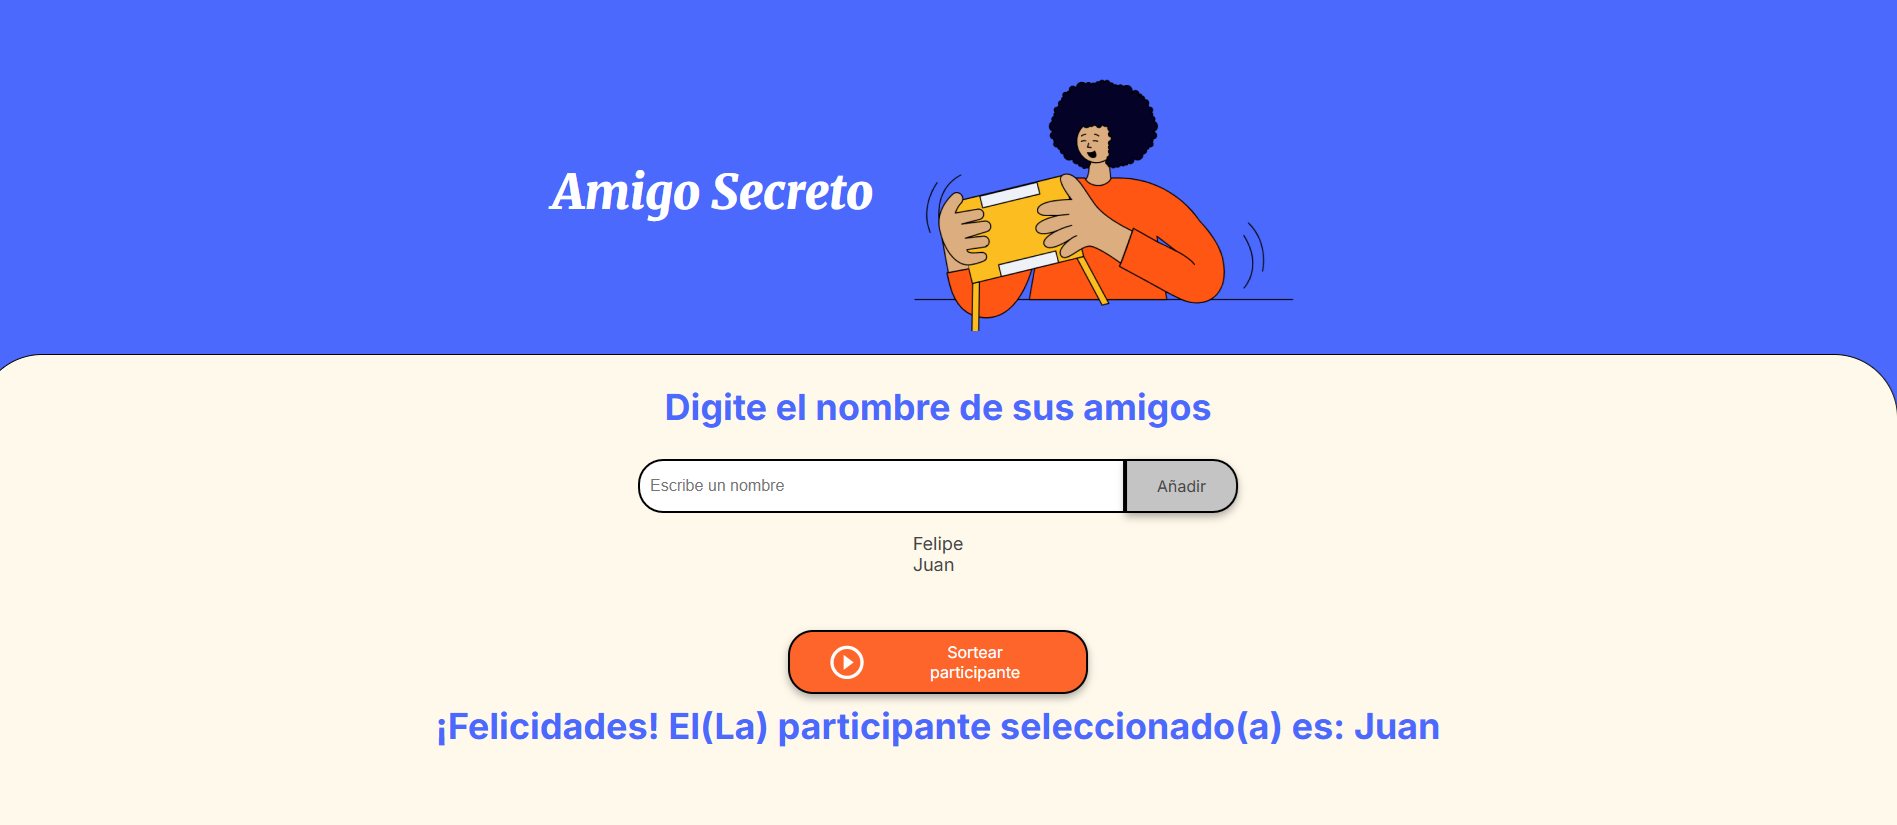 Amigo Secreto
Digite el nombre de sus amigos
Escribe un nombre
Añadir
Felipe
Juan
Sortear
participante
¡Felicidades! El(La) participante seleccionado(a) es: Juan